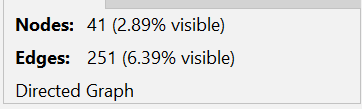 Nodes: 41 (2.89% visible)
Edges: 251 (6.39% visible)
Directed Graph